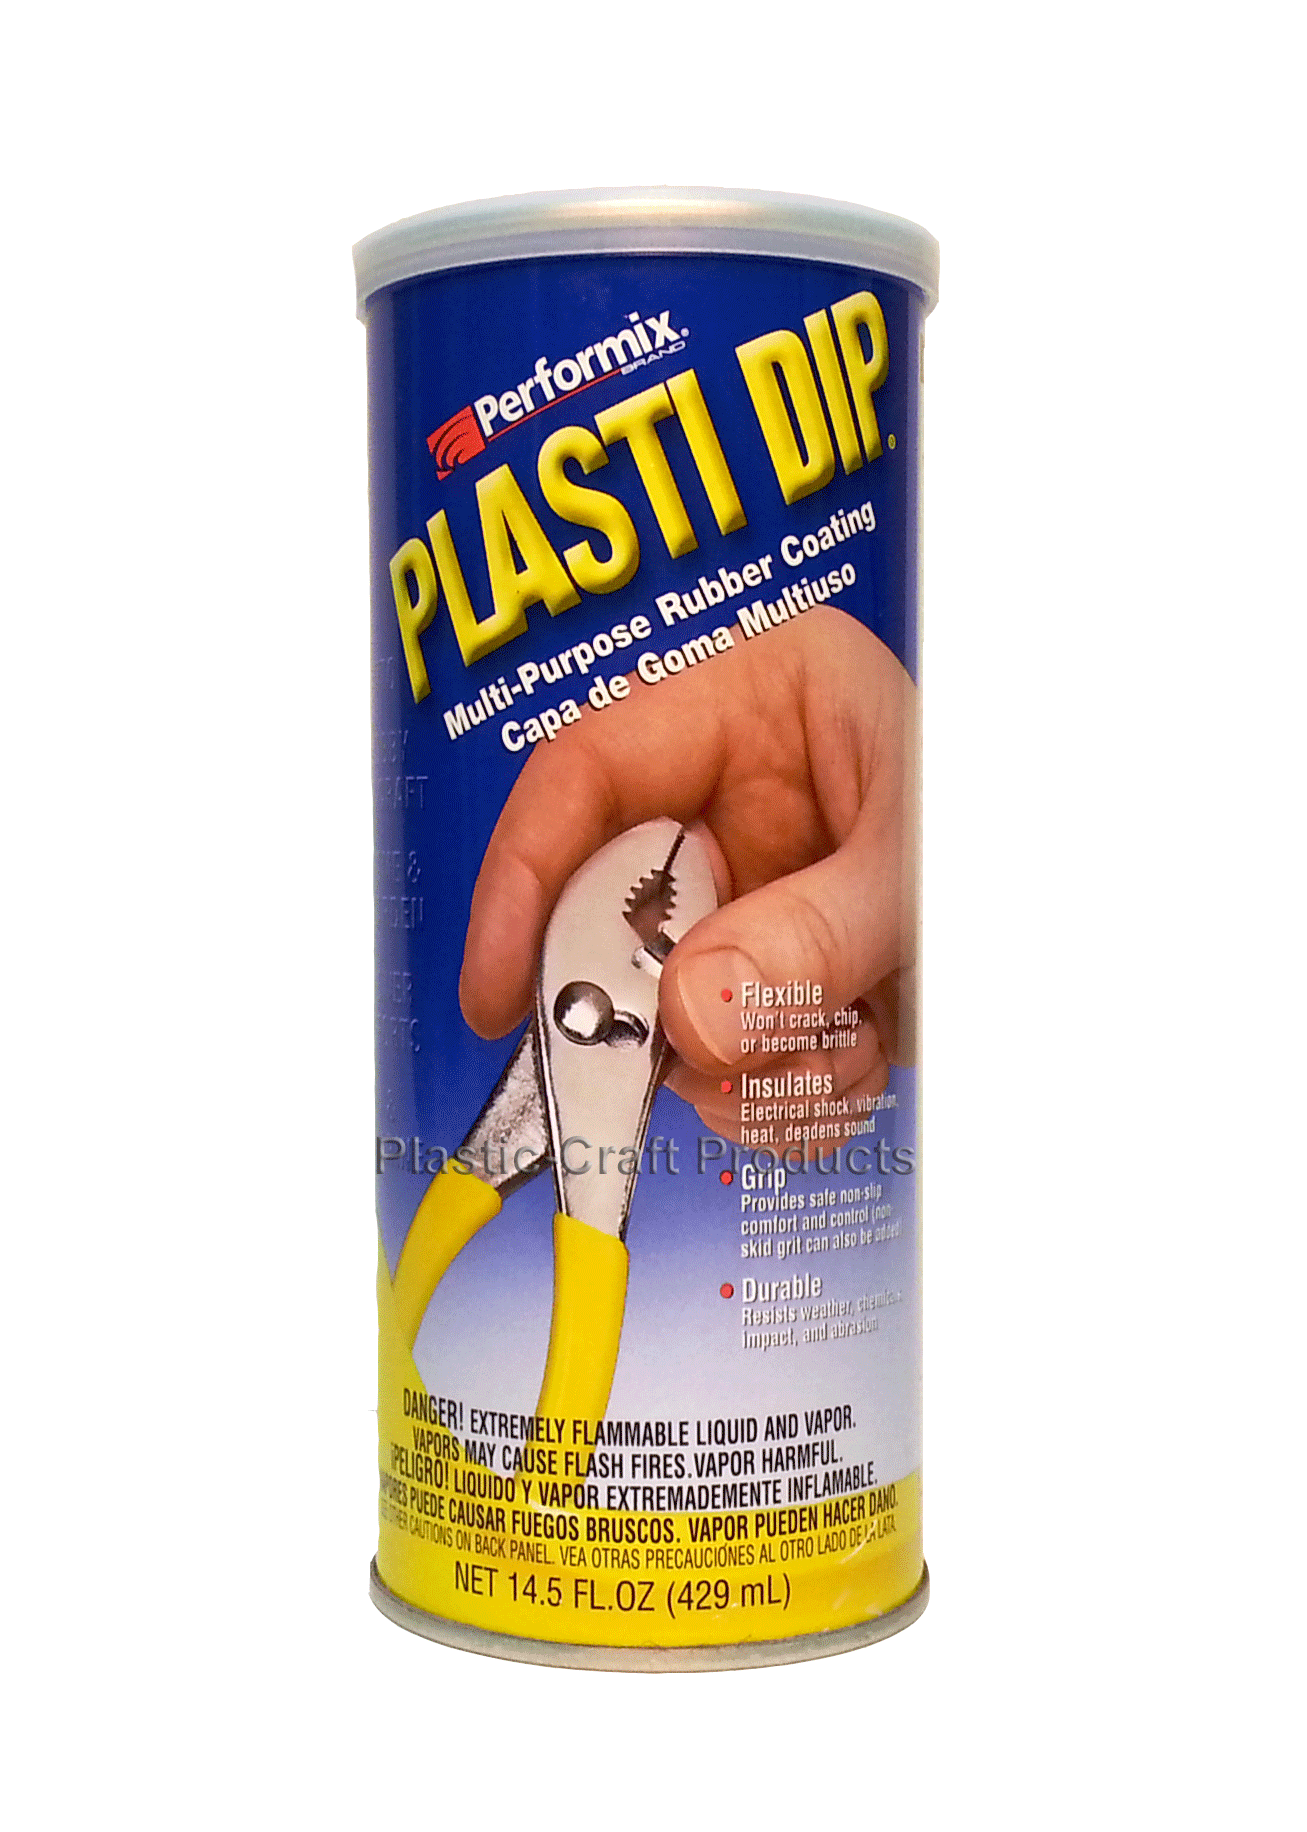 Performix®
BRAND
PLASTI DIP®
Multi-Purpose Rubber Coating
Capa de Goma Multiuso
• Flexible
Won't crack, chip,
or become brittle
• Insulates
Electrical shock, vibration,
heat, deadens sound
Plastic-Craft Products
• Grip
Provides safe non-slip
comfort and control (non-
skid grit can also be added)
• Durable
Resists weather, chemicals,
impact, and abrasion
DANGER! EXTREMELY FLAMMABLE LIQUID AND VAPOR.
VAPORS MAY CAUSE FLASH FIRES. VAPOR HARMFUL.
¡PELIGRO! LIQUIDO Y VAPOR EXTREMADEMENTE INFLAMABLE.
PUEDE CAUSAR FUEGOS BRUSCOS. VAPOR PUEDEN HACER DANO.
OTHER CAUTIONS ON BACK PANEL. VEA OTRAS PRECAUCIÓNES AL OTRO LADO DE LA LATA.
NET 14.5 FL.OZ (429 mL)